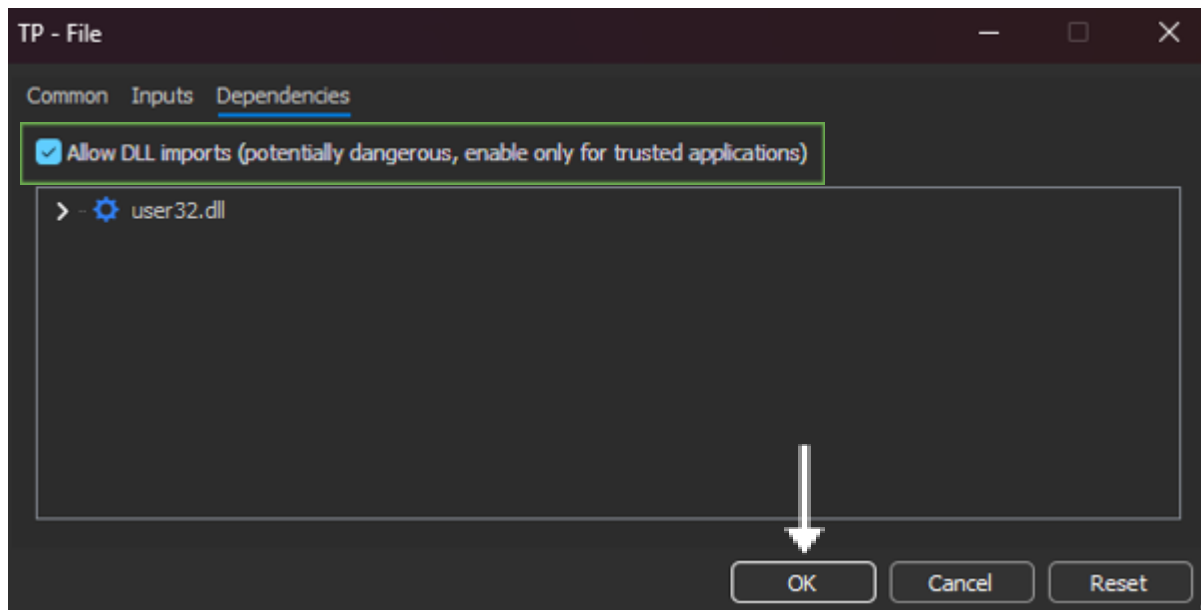 TP - File
Common Inputs Dependencies
Allow DLL imports (potentially dangerous, enable only for trusted applications)
user32.dll
OK Cancel Reset